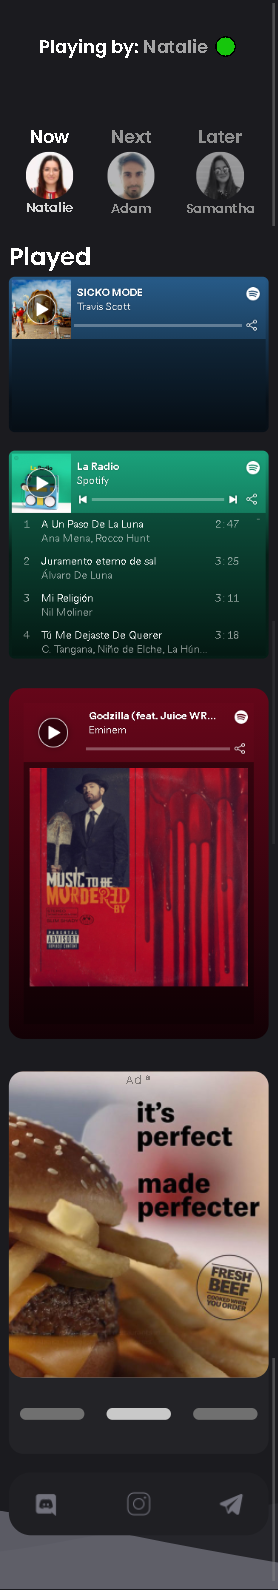 Playing by: Natalie
Now
Next
Later
Natalie
Adam
Samantha
Played
SICKO MODE
Travis Scott
La Radio
Spotify
1 A Un Paso De La Luna 2:47
Ana Mena, Rocco Hunt
2 Juramento eterno de sal 3:25
Álvaro De Luna
3 Mi Religión 3:11
Nil Moliner
4 Tú Me Dejaste De Querer 3:18
C. Tangana, Niño de Elche, La Hún...
Godzilla (feat. Juice WR...
Eminem
MUSIC TO BE
MURDERED
BY
PARENTAL
ADVISORY
EXPLICIT CONTENT
Ad
it's
perfect
made
perfecter
FRESH
BEEF
COOKED WHEN
YOU ORDER